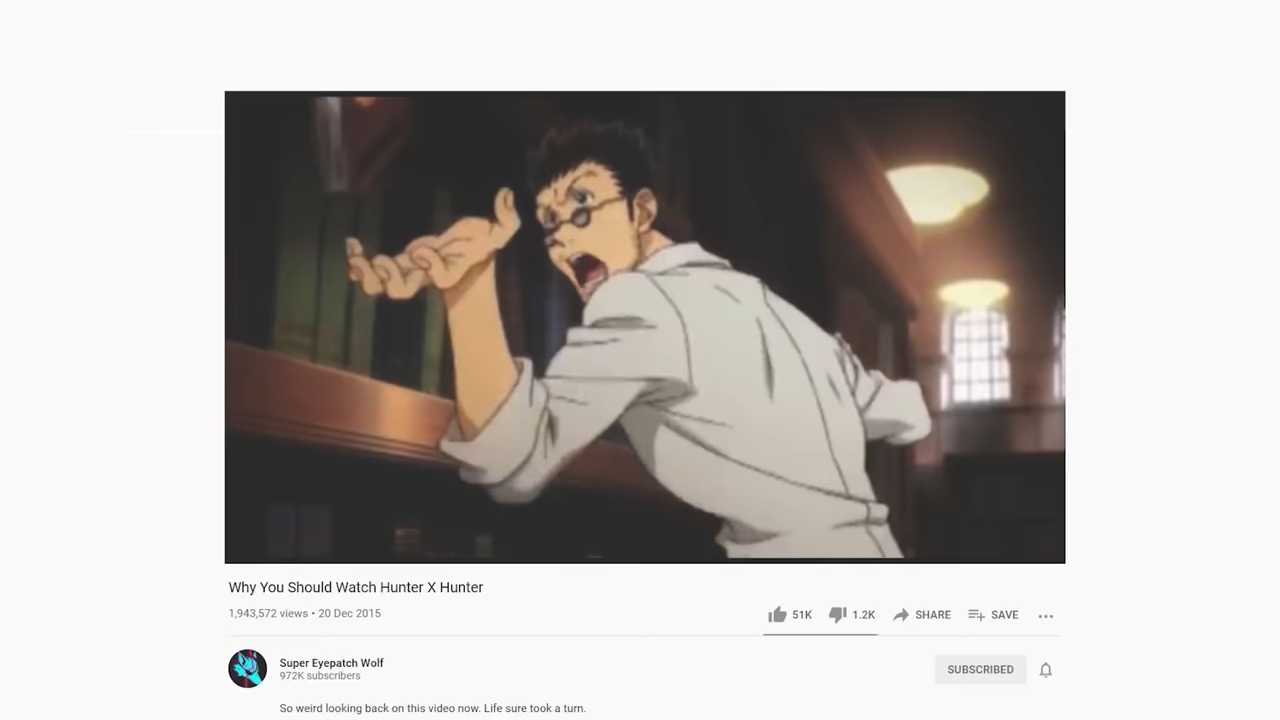 Why You Should Watch Hunter X Hunter
1,943,572 views • 20 Dec 2015
51K 1.2K SHARE SAVE
Super Eyepatch Wolf
972K subscribers
SUBSCRIBED
So weird looking back on this video now. Life sure took a turn.